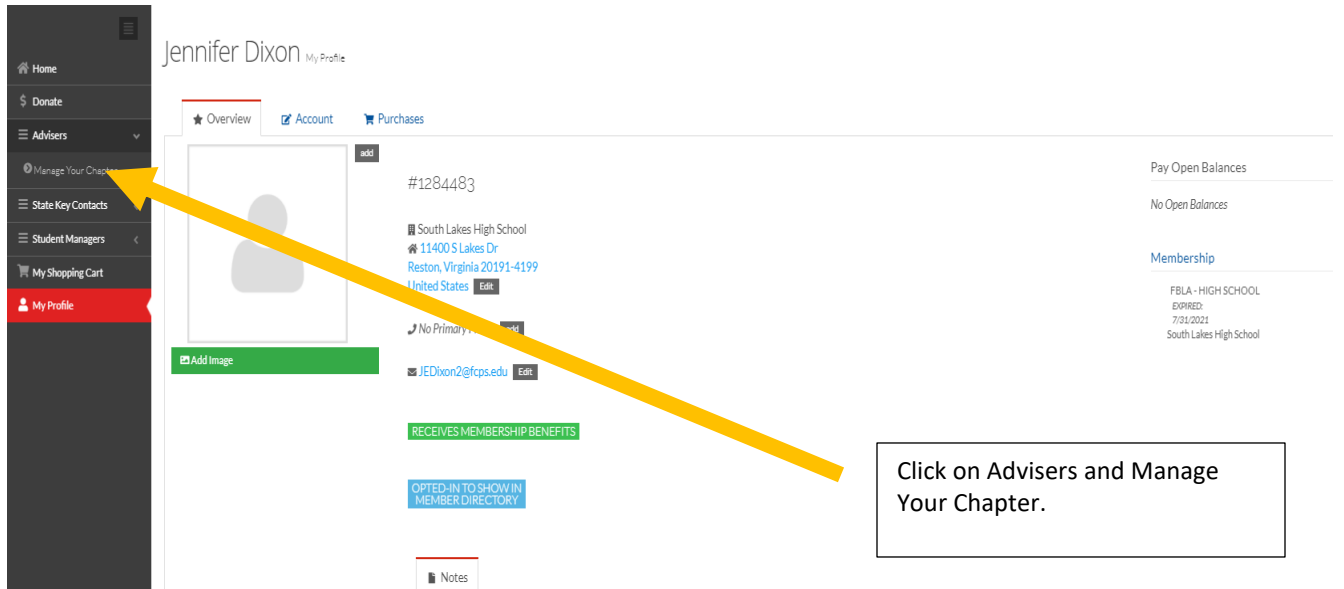 Jennifer Dixon My Profile
Home
$ Donate
Advisers
Manage Your Chapter
State Key Contacts
Student Managers
My Shopping Cart
My Profile
Overview
Account
Purchases
add
Add Image
#1284483
South Lakes High School
11400 S Lakes Dr
Reston, Virginia 20191-4199
United States Edit
No Primary add
JEDixon2@fcps.edu Edit
RECEIVES MEMBERSHIP BENEFITS
OPTED-IN TO SHOW IN
MEMBER DIRECTORY
Notes
Pay Open Balances
No Open Balances
Membership
FBLA - HIGH SCHOOL
EXPIRED:
7/31/2021
South Lakes High School
Click on Advisers and Manage
Your Chapter.